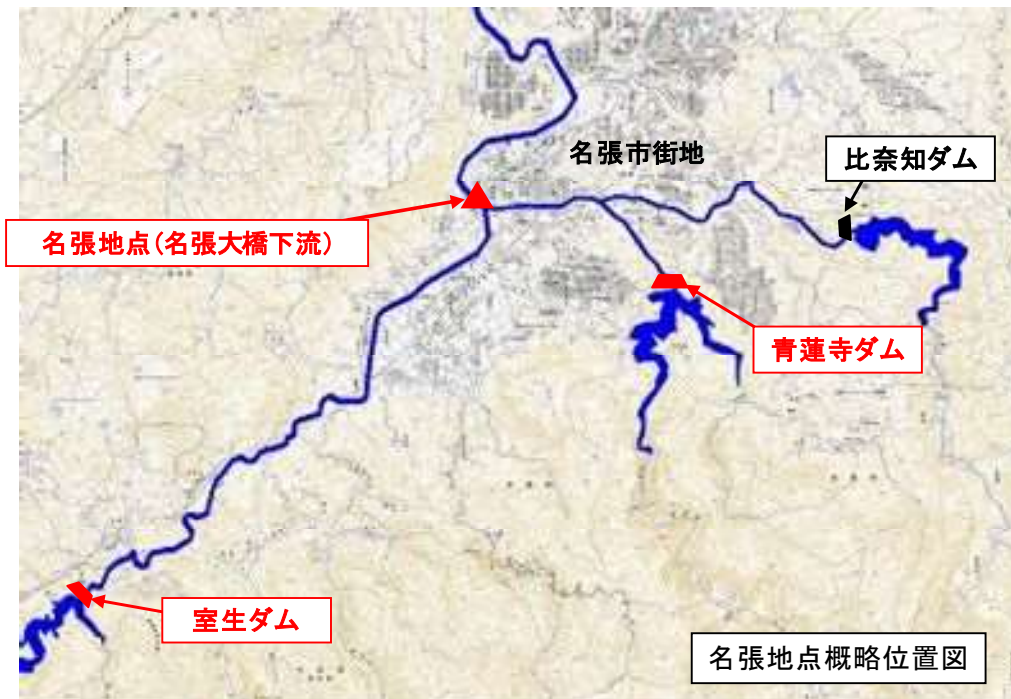 名張市街地
比奈知ダム
名張地点(名張大橋下流)
青蓮寺ダム
室生ダム
名張地点概略位置図